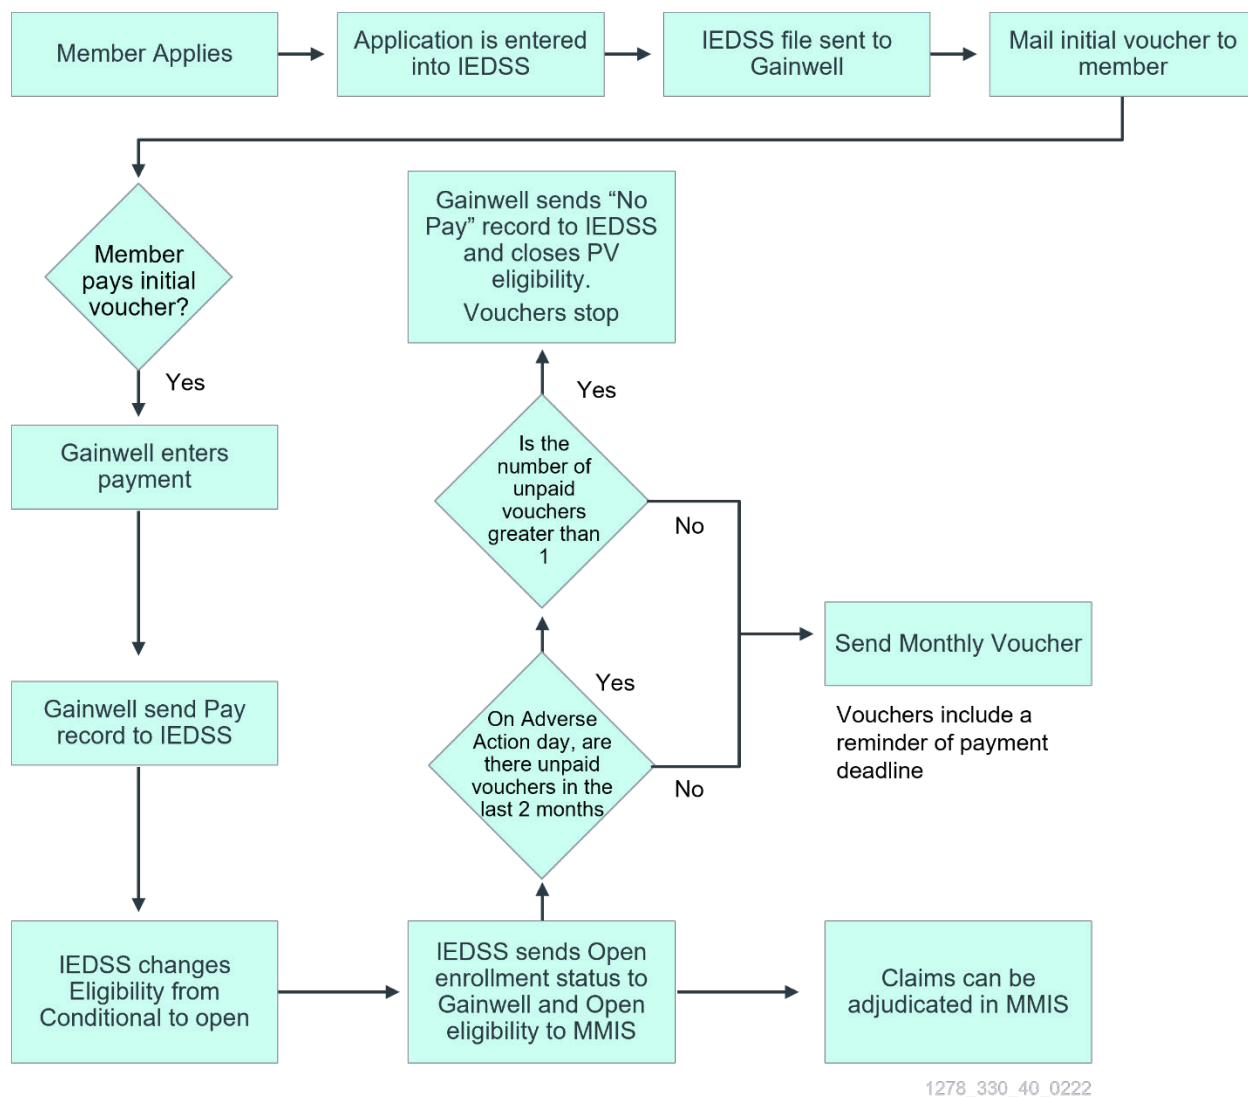 Member Applies
Application is entered
into IEDSS
IEDSS file sent to
Gainwell
Mail initial voucher to
member
Member
pays initial
voucher?
Yes
Gainwell enters
payment
Gainwell send Pay
record to IEDSS
IEDSS changes
Eligibility from
Conditional to open
Gainwell sends “No
Pay” record to IEDSS
and closes PV
eligibility.
Vouchers stop
Yes
Is the
number of
unpaid
vouchers
greater than
1
No
Yes
On Adverse
Action day, are
there unpaid
vouchers in the
last 2 months
No
IEDSS sends Open
enrollment status to
Gainwell and Open
eligibility to MMIS
Send Monthly Voucher
Vouchers include a
reminder of payment
deadline
Claims can be
adjudicated in MMIS
1278_330_40_0222